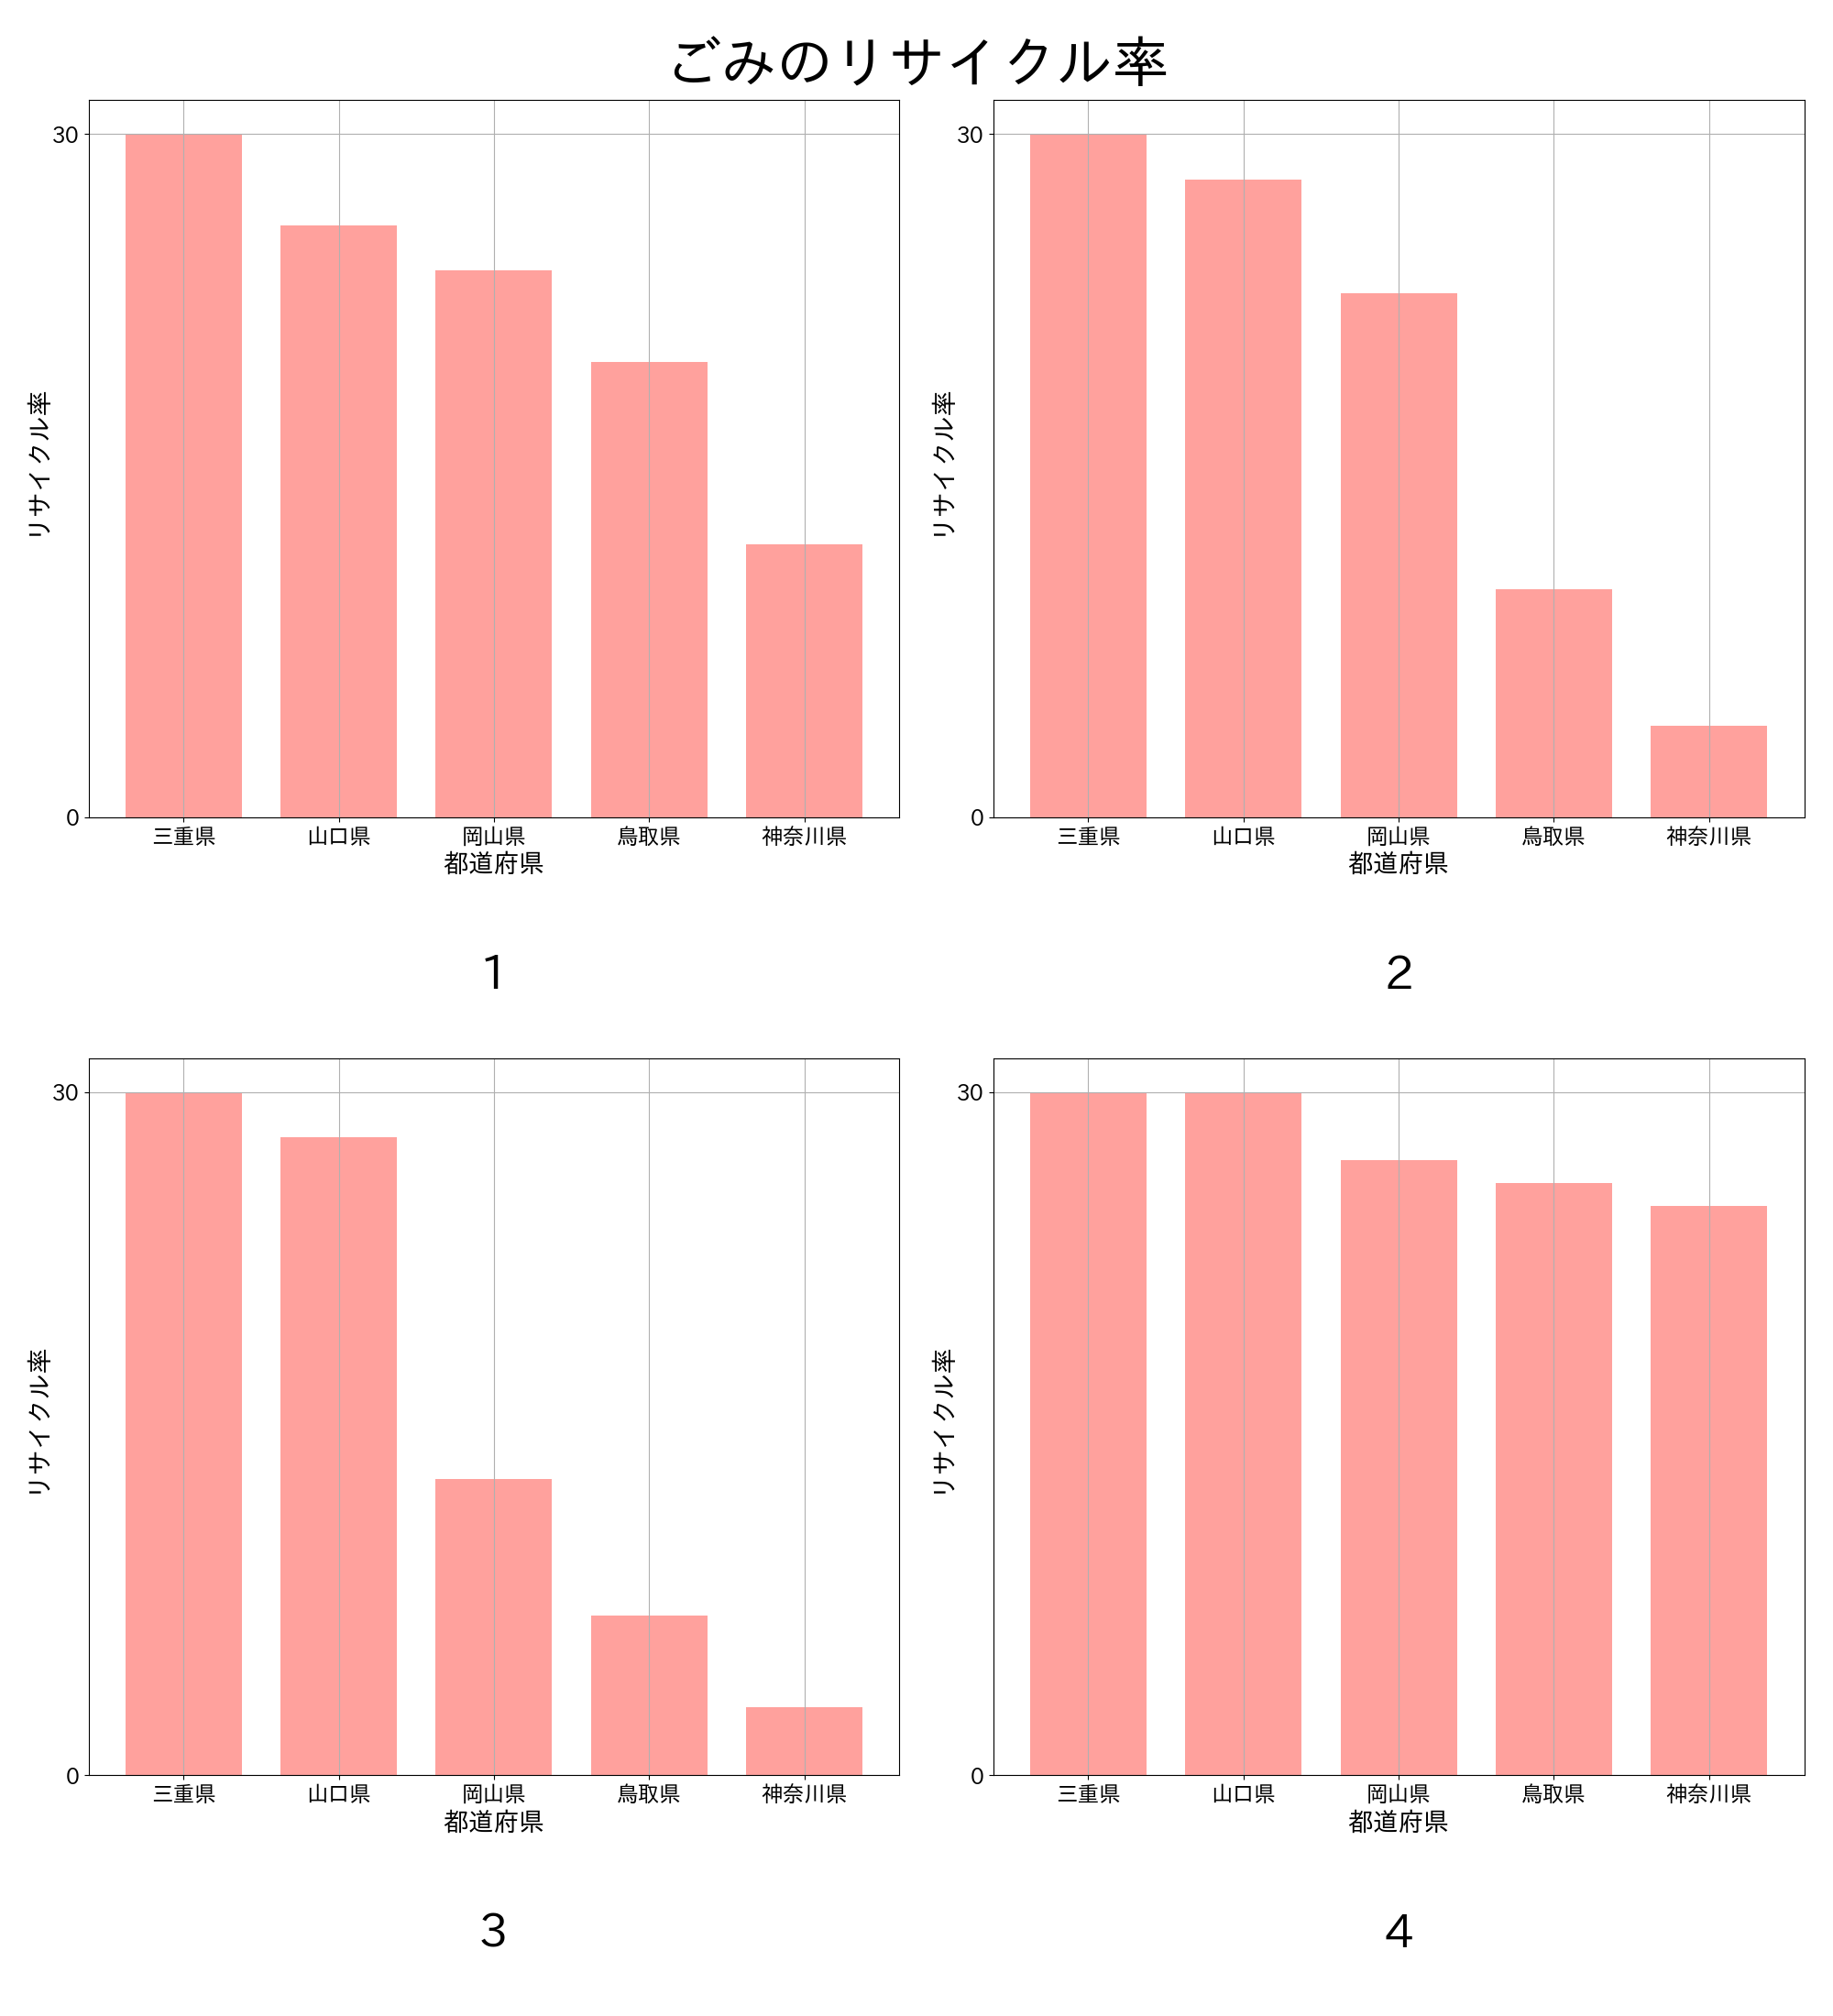 ごみのリサイクル率
30
0
リサイクル率
三重県 山口県 岡山県 鳥取県 神奈川県
都道府県
1
30
0
リサイクル率
三重県 山口県 岡山県 鳥取県 神奈川県
都道府県
2
30
0
リサイクル率
三重県 山口県 岡山県 鳥取県 神奈川県
都道府県
3
30
0
リサイクル率
三重県 山口県 岡山県 鳥取県 神奈川県
都道府県
4